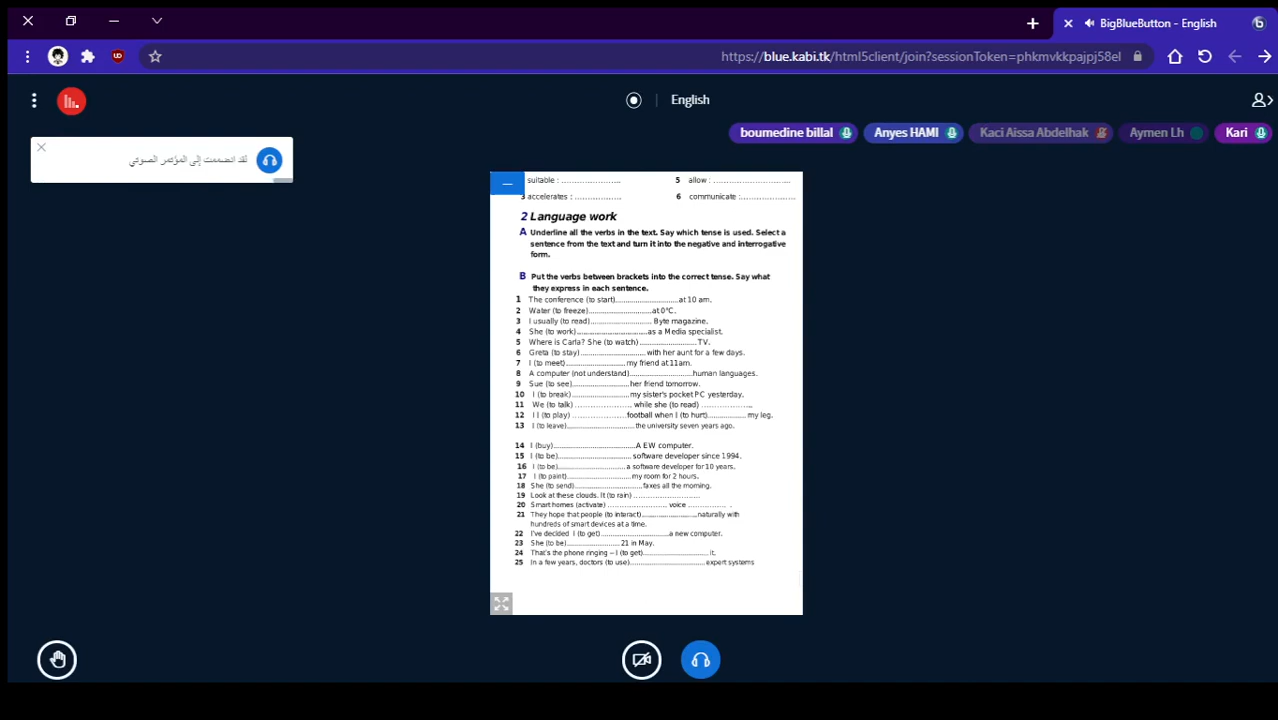 BigBlueButton - English
https://blue.kabi.tk/html5client/join?sessionToken=phkmvkkpajpj58el
English
boumedine billal
Anyes HAMI
Kaci Aissa Abdelhak
Aymen Lh
Kari
لقد انضممت إلى المؤتمر الصوتي
suitable : ........................ 5 allow : ..............................
3 accelerates : ................... 6 communicate :.....................
2 Language work
A Underline all the verbs in the text. Say which tense is used. Select a
sentence from the text and turn it into the negative and interrogative
form.
B Put the verbs between brackets into the correct tense. Say what
they express in each sentence.
1 The conference (to start)..........................at 10 am.
2 Water (to freeze)..........................at 0°C.
3 I usually (to read)......................... Byte magazine.
4 She (to work).............................as a Media specialist.
5 Where is Carla? She (to watch) ........................TV.
6 Greta (to stay)........................... with her aunt for a few days.
7 I (to meet)......................... my friend at 11am.
8 A computer (not understand)..........................human languages.
9 Sue (to see)........................her friend tomorrow.
10 I (to break)........................my sister's pocket PC yesterday.
11 We (to talk) ...................... while she (to read) ......................
12 I I (to play) ......................football when I (to hurt)................ my leg.
13 I (to leave)............................ the university seven years ago.
14 I (buy)..................................A EW computer.
15 I (to be).............................. software developer since 1994.
16 I (to be)............................a software developer for 10 years.
17 I (to paint)..........................my room for 2 hours.
18 She (to send)............................faxes all the morning.
19 Look at these clouds. It (to rain) ............................
20 Smart homes (activate) ......................... voice ................ .
21 They hope that people (to interact).......................naturally with
hundreds of smart devices at a time.
22 I've decided I (to get)............................a new computer.
23 She (to be)...................... 21 in May.
24 That's the phone ringing – I (to get)........................... it.
25 In a few years, doctors (to use)............................... expert systems